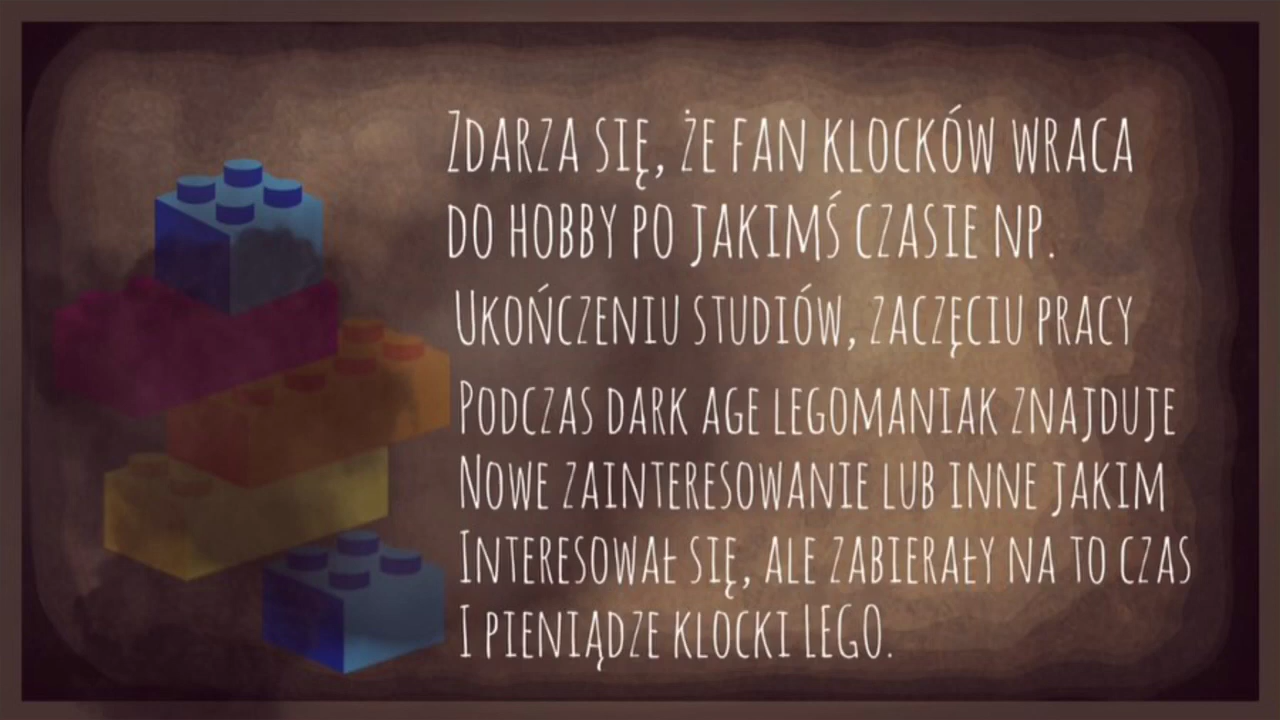 Zdarza się, że fan klocków wraca
do hobby po jakimś czasie np.
Ukończeniu studiów, zaczęciu pracy
Podczas dark age legomaniak znajduje
Nowe zainteresowanie lub inne jakim
Interesował się, ale zabierały na to czas
I pieniądze klocki LEGO.